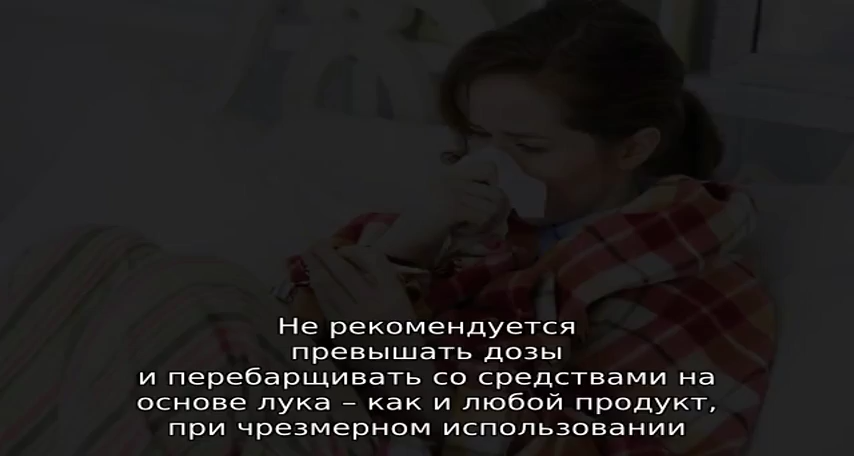 Не рекомендуется
превышать дозы
и перебарщивать со средствами на
основе лука – как и любой продукт,
при чрезмерном использовании